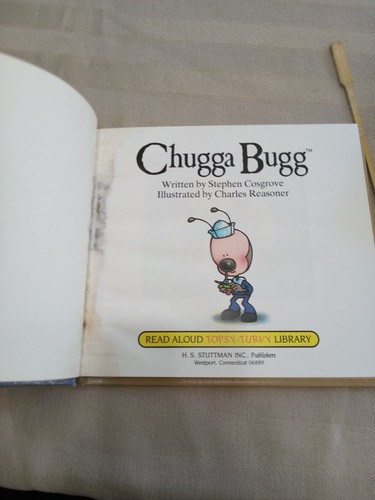 Chugga Bugg™
Written by Stephen Cosgrove
Illustrated by Charles Reasoner
READ ALOUD TOPSY-TURVY LIBRARY
H. S. STUTTMAN INC., Publishers
Westport, Connecticut 06889